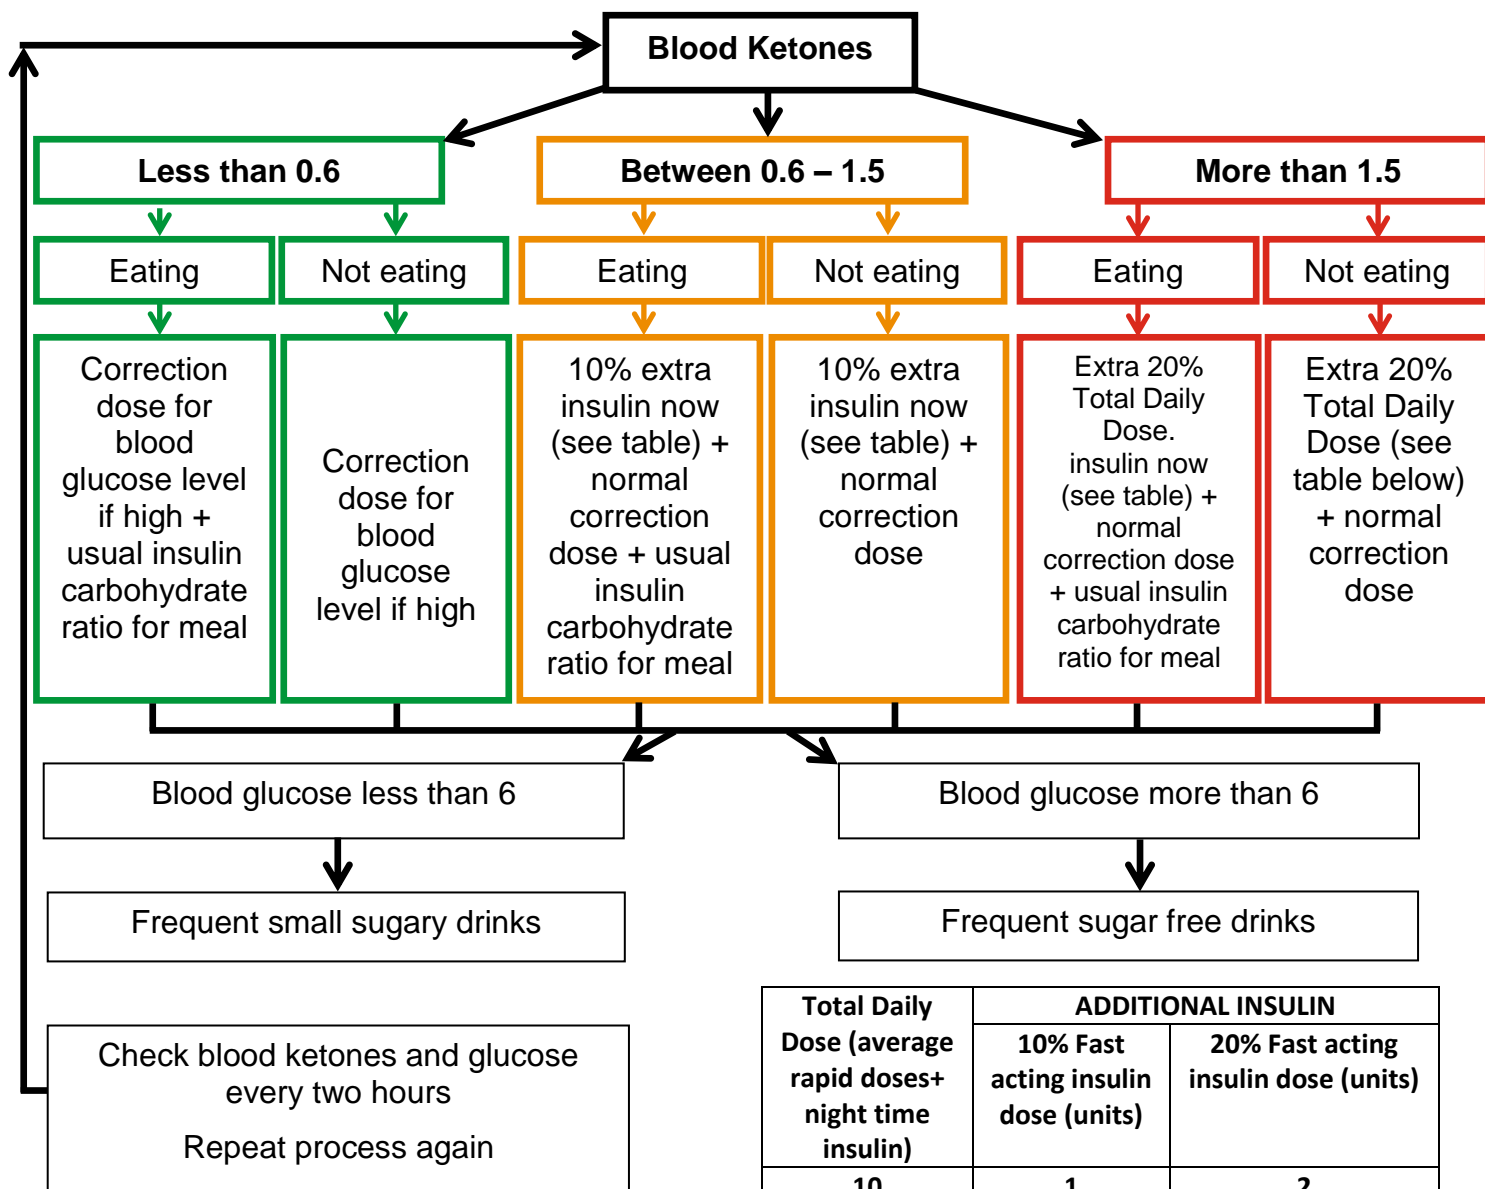 Blood Ketones
Less than 0.6
Between 0.6 – 1.5
More than 1.5
Eating
Not eating
Eating
Not eating
Eating
Not eating
Correction
dose for
blood
glucose level
if high +
usual insulin
carbohydrate
ratio for meal
Correction
dose for
blood
glucose
level if high
10% extra
insulin now
(see table) +
normal
correction
dose + usual
insulin
carbohydrate
ratio for meal
10% extra
insulin now
(see table) +
normal
correction
dose
Extra 20%
Total Daily
Dose.
insulin now
(see table) +
normal
correction dose
+ usual insulin
carbohydrate
ratio for meal
Extra 20%
Total Daily
Dose (see
table below)
+ normal
correction
dose
Blood glucose less than 6
Blood glucose more than 6
Frequent small sugary drinks
Frequent sugar free drinks
Check blood ketones and glucose
every two hours
Repeat process again
Total Daily
Dose (average
rapid doses+
night time
insulin)
ADDITIONAL INSULIN
10% Fast
acting insulin
dose (units)
20% Fast acting
insulin dose (units)
10
1
2